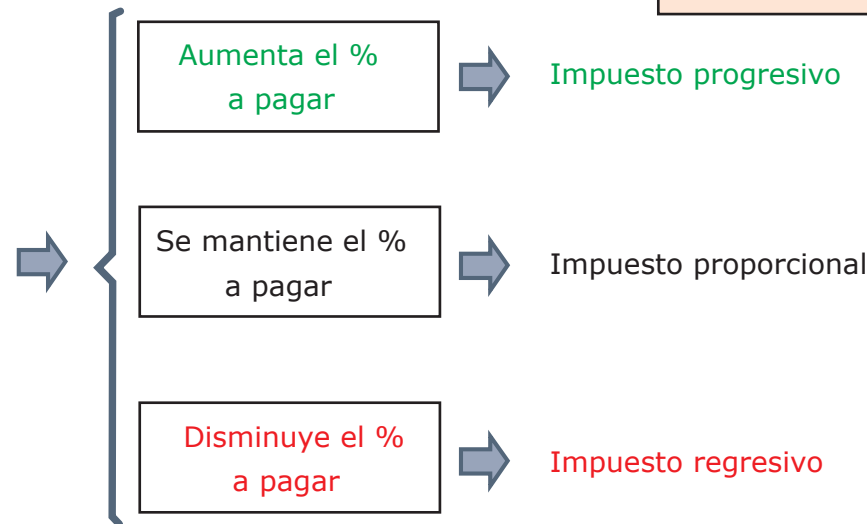 Aumenta el %
a pagar
Impuesto progresivo
Se mantiene el %
a pagar
Impuesto proporcional
Disminuye el %
a pagar
Impuesto regresivo